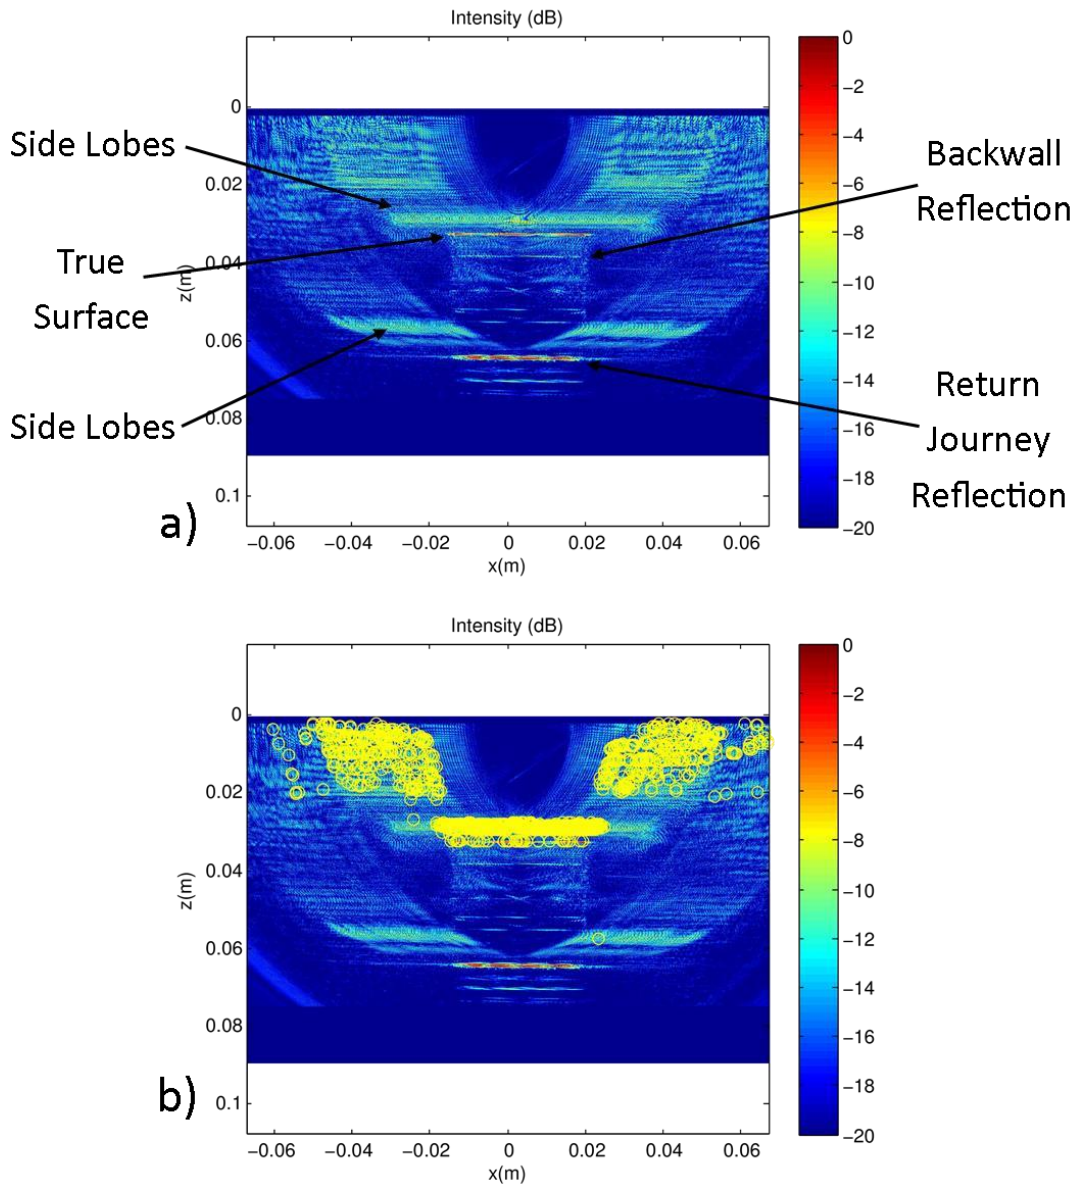 Intensity (dB)
0
0.02
0.04
0.06
0.08
0.1
z(m)
−0.06 −0.04 −0.02 0 0.02 0.04 0.06
x(m)
0
−2
−4
−6
−8
−10
−12
−14
−16
−18
−20
Side Lobes
True
Surface
Side Lobes
Backwall
Reflection
Return
Journey
Reflection
a)
Intensity (dB)
0
0.02
0.04
0.06
0.08
0.1
z(m)
−0.06 −0.04 −0.02 0 0.02 0.04 0.06
x(m)
0
−2
−4
−6
−8
−10
−12
−14
−16
−18
−20
b)